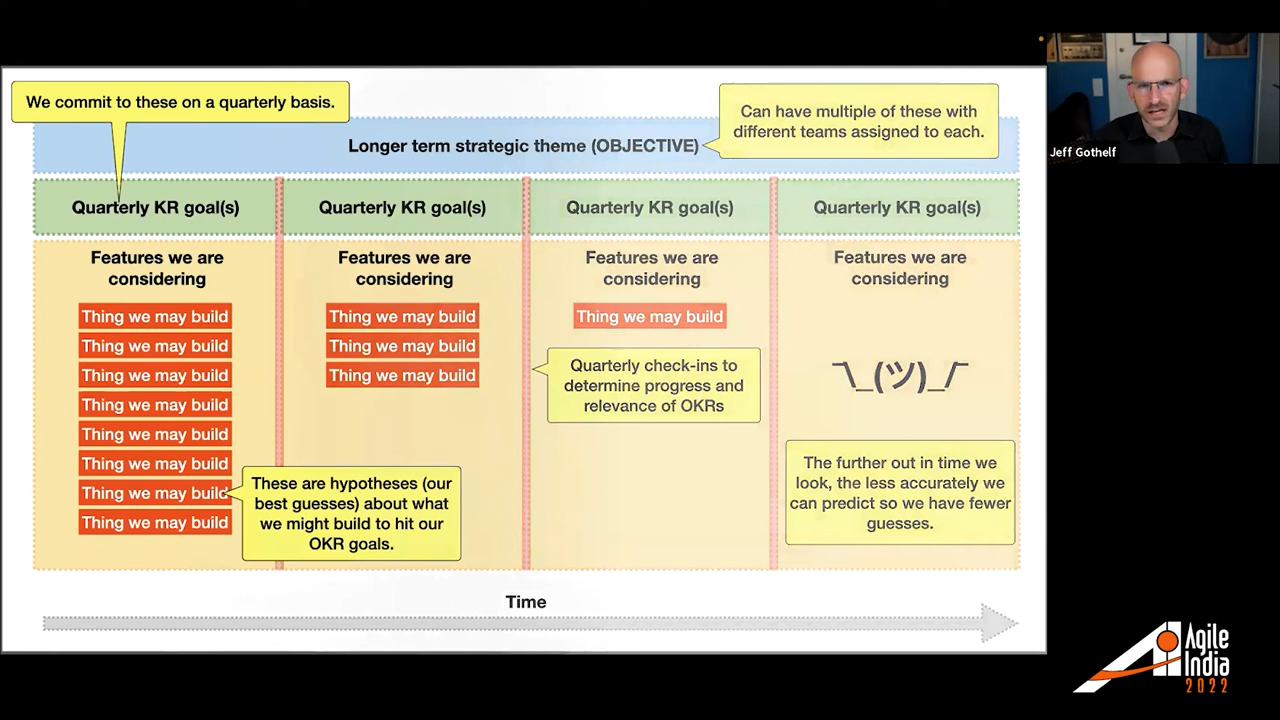 We commit to these on a quarterly basis.
Can have multiple of these with
different teams assigned to each.
Longer term strategic theme (OBJECTIVE)
Quarterly KR goal(s)
Quarterly KR goal(s)
Quarterly KR goal(s)
Quarterly KR goal(s)
Features we are
considering
Thing we may build
Thing we may build
Thing we may build
Thing we may build
Thing we may build
Thing we may build
Thing we may build
Thing we may build
These are hypotheses (our
best guesses) about what
we might build to hit our
OKR goals.
Features we are
considering
Thing we may build
Thing we may build
Thing we may build
Features we are
considering
Thing we may build
Quarterly check-ins to
determine progress and
relevance of OKRs
Features we are
considering
¯\_(ツ)_/¯
The further out in time we
look, the less accurately we
can predict so we have fewer
guesses.
Time
Jeff Gothelf
Agile
India
2022